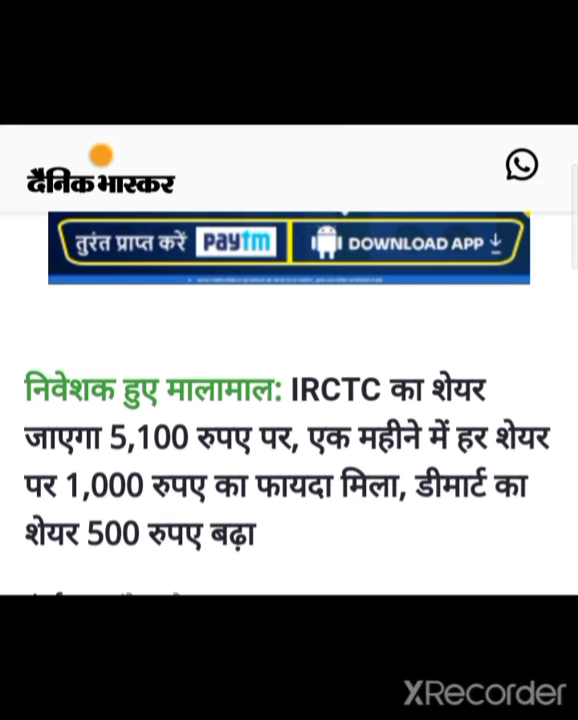 दैनिक भास्कर
तुरंत प्राप्त करें paytm DOWNLOAD APP
निवेशक हुए मालामाल: IRCTC का शेयर
जाएगा 5,100 रुपए पर, एक महीने में हर शेयर
पर 1,000 रुपए का फायदा मिला, डीमार्ट का
शेयर 500 रुपए बढ़ा
XRecorder